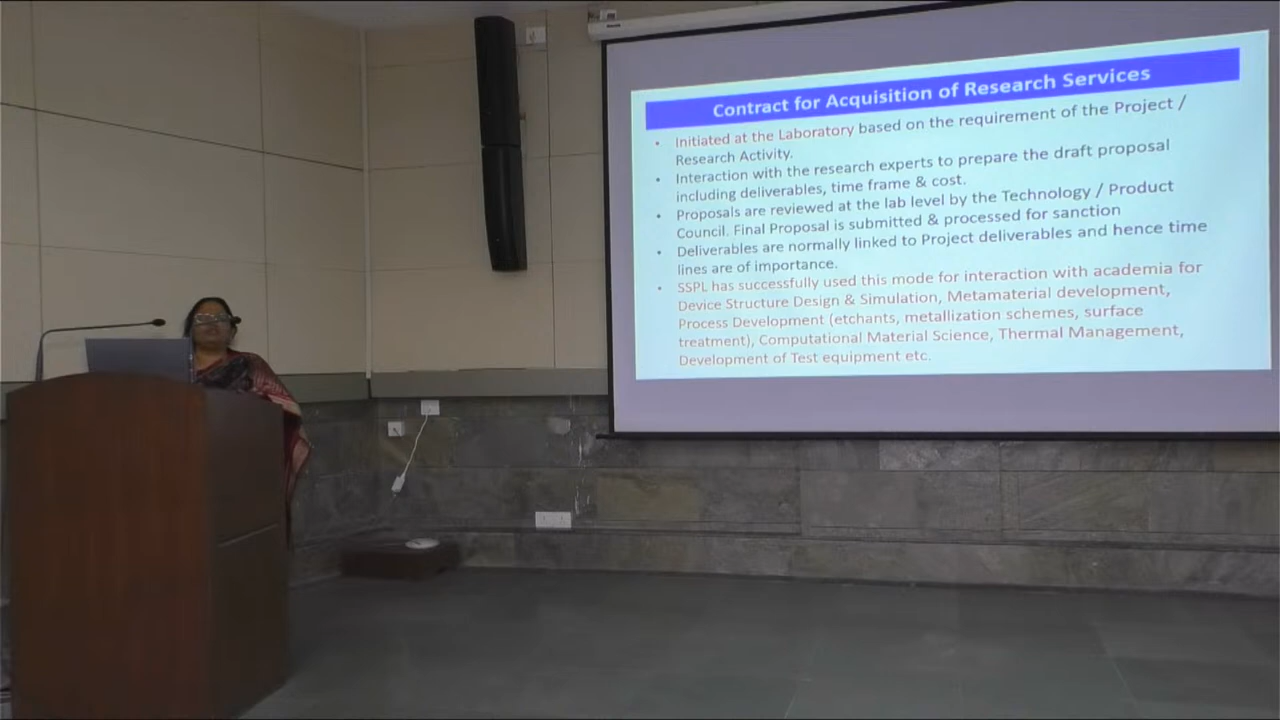 Contract for Acquisition of Research Services
• Initiated at the Laboratory based on the requirement of the Project /
Research Activity.
• Interaction with the research experts to prepare the draft proposal
including deliverables, time frame & cost.
• Proposals are reviewed at the lab level by the Technology / Product
Council. Final Proposal is submitted & processed for sanction
• Deliverables are normally linked to Project deliverables and hence time
lines are of importance.
• SSPL has successfully used this mode for interaction with academia for
Device Structure Design & Simulation, Metamaterial development,
Process Development (etchants, metallization schemes, surface
treatment), Computational Material Science, Thermal Management,
Development of Test equipment etc.